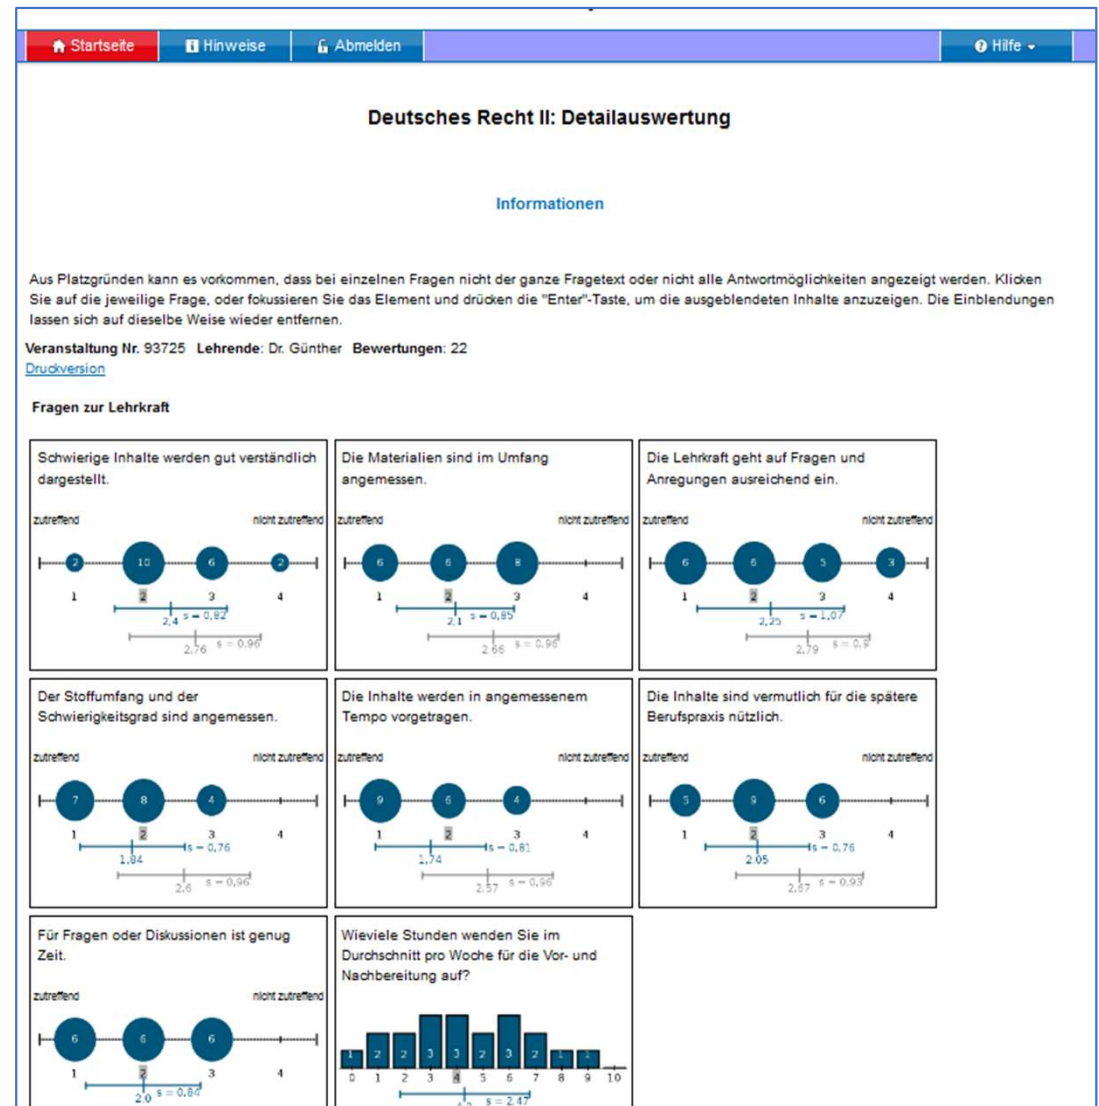 Startseite Hinweise Abmelden Hilfe
Deutsches Recht II: Detailauswertung
Informationen
Aus Platzgründen kann es vorkommen, dass bei einzelnen Fragen nicht der ganze Fragetext oder nicht alle Antwortmöglichkeiten angezeigt werden. Klicken
Sie auf die jeweilige Frage, oder fokussieren Sie das Element und drücken die "Enter"-Taste, um die ausgeblendeten Inhalte anzuzeigen. Die Einblendungen
lassen sich auf dieselbe Weise wieder entfernen.
Veranstaltung Nr. 93725 Lehrende: Dr. Günther Bewertungen: 22
Druckversion
Fragen zur Lehrkraft
Schwierige Inhalte werden gut verständlich
dargestellt.
zutreffend nicht zutreffend
2 10 6 2
1 2 3 4
2,4 s = 0,82
2,76 s = 0,96
Die Materialien sind im Umfang
angemessen.
zutreffend nicht zutreffend
6 6 8
1 2 3 4
2,1 s = 0,85
2,66 s = 0,96
Die Lehrkraft geht auf Fragen und
Anregungen ausreichend ein.
zutreffend nicht zutreffend
6 6 5 3
1 2 3 4
2,25 s = 1,07
2,79 s = 0,9
Der Stoffumfang und der
Schwierigkeitsgrad sind angemessen.
zutreffend nicht zutreffend
7 8 4
1 2 3 4
1,84 s = 0,76
2,6 s = 0,96
Die Inhalte werden in angemessenem
Tempo vorgetragen.
zutreffend nicht zutreffend
9 6 4
1 2 3 4
1,74 s = 0,81
2,57 s = 0,96
Die Inhalte sind vermutlich für die spätere
Berufspraxis nützlich.
zutreffend nicht zutreffend
5 9 6
1 2 3 4
2,05 s = 0,76
2,67 s = 0,93
Für Fragen oder Diskussionen ist genug
Zeit.
zutreffend nicht zutreffend
6 6 6
1 2 3 4
2,0 s = 0,84
Wieviele Stunden wenden Sie im
Durchschnitt pro Woche für die Vor- und
Nachbereitung auf?
1 2 2 3 3 2 3 2 1 1
0 1 2 3 4 5 6 7 8 9 10
s = 2,47